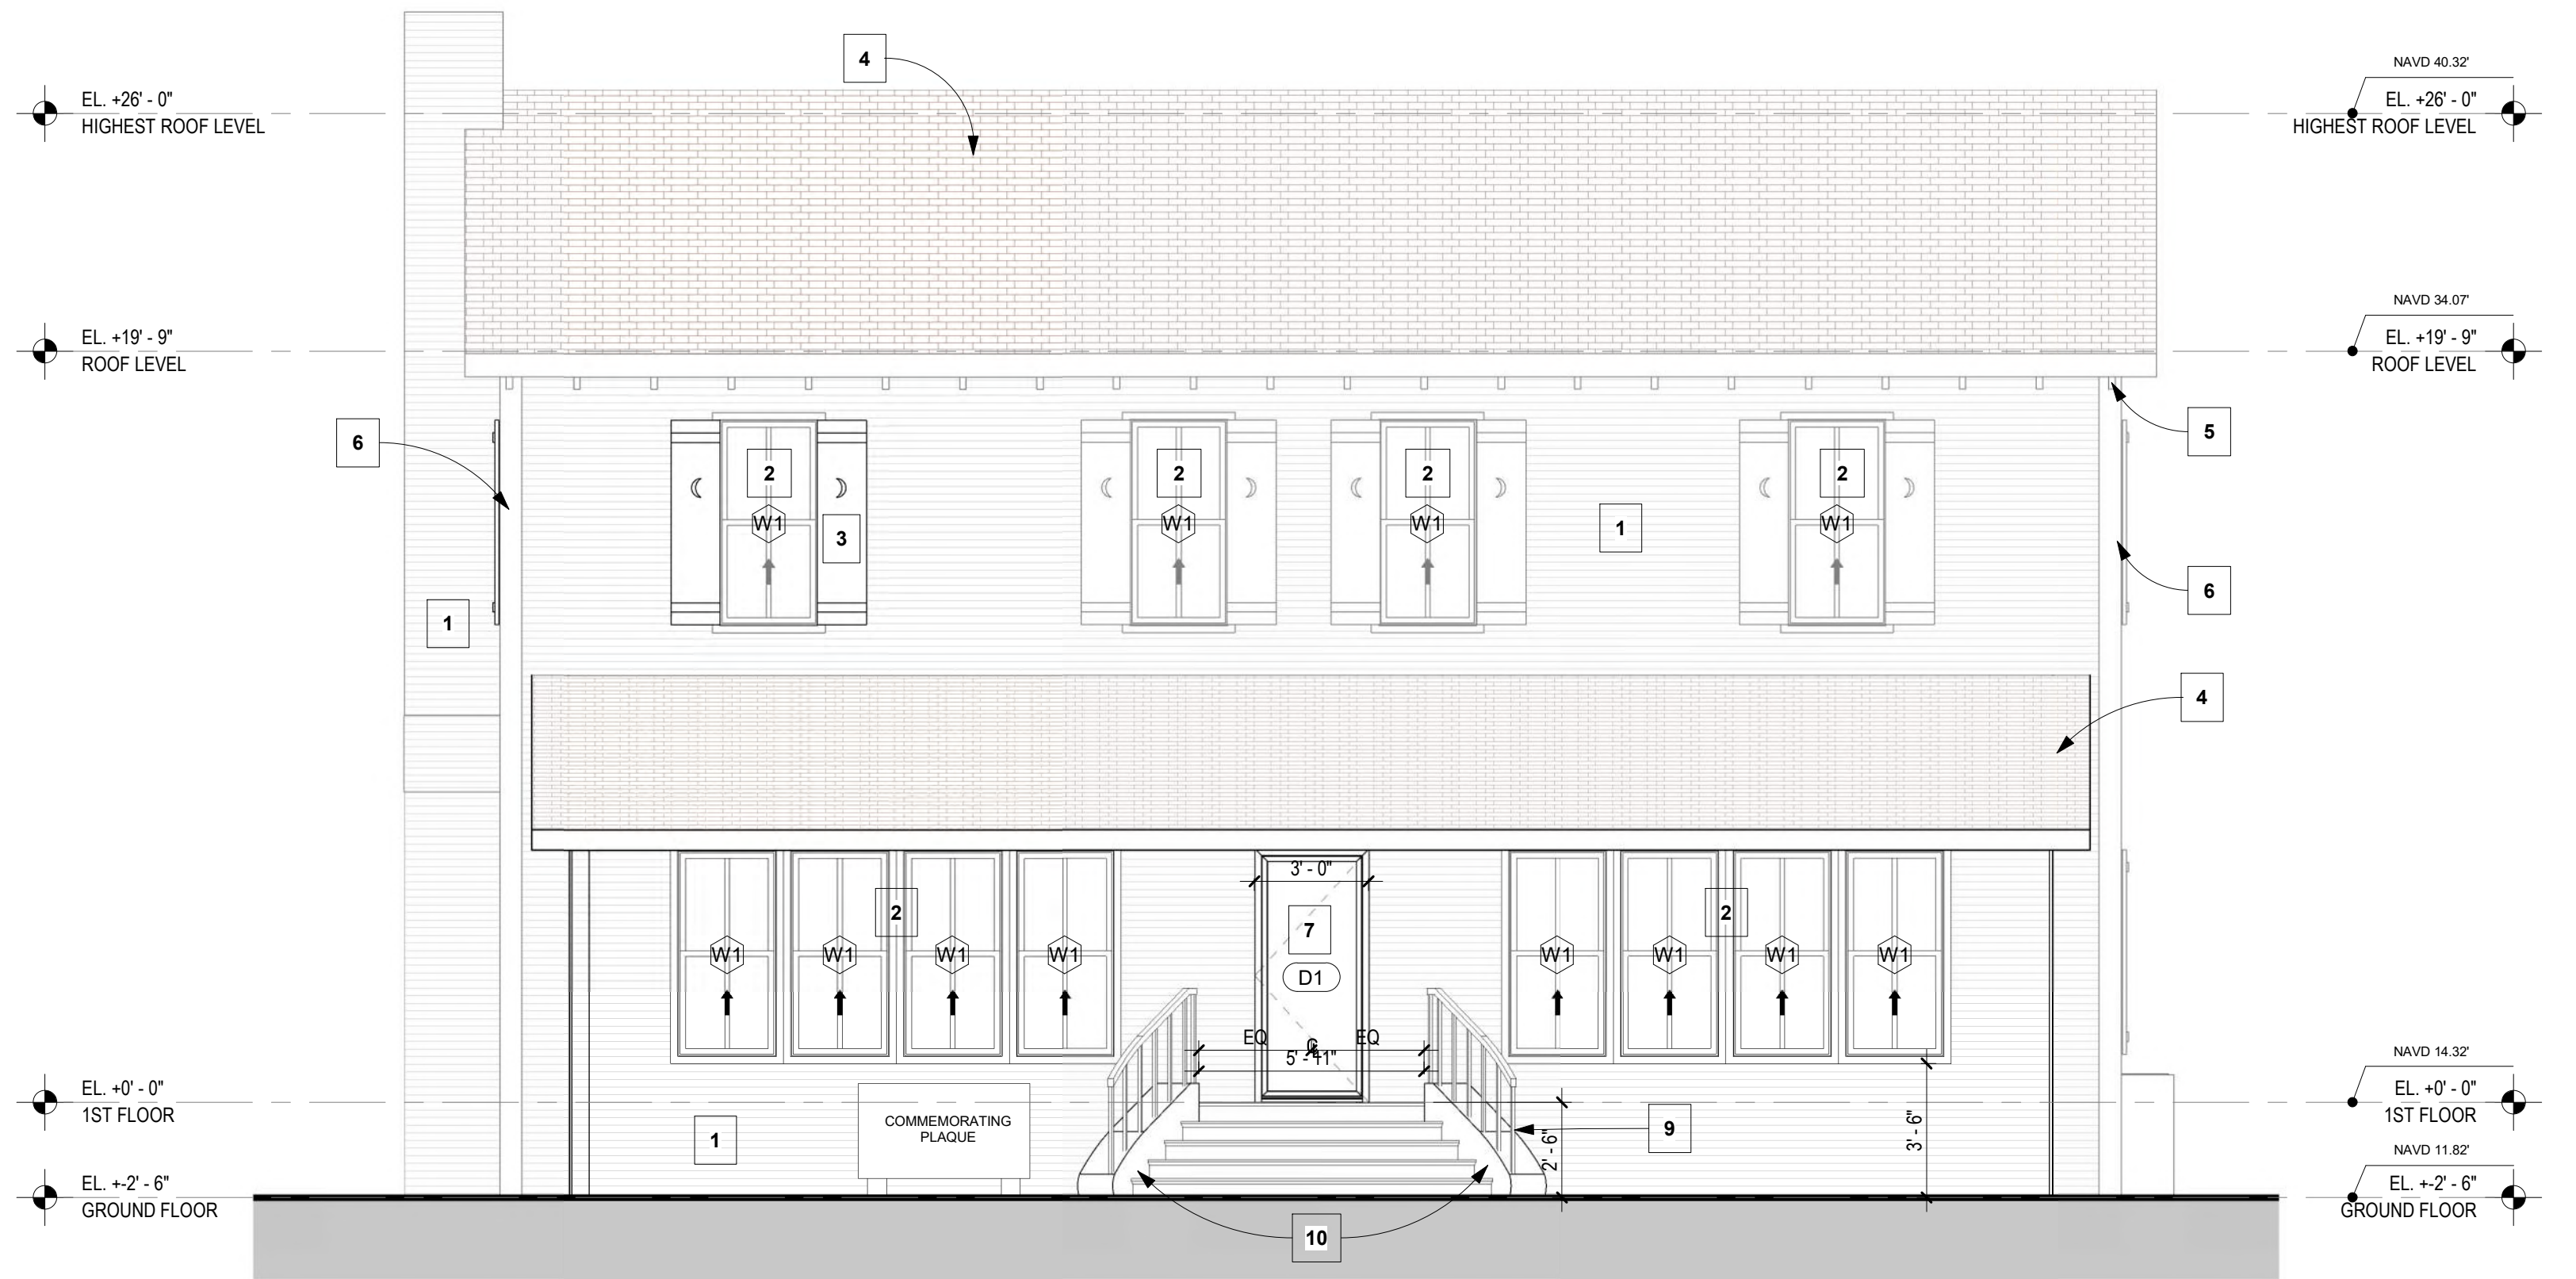 4
NAVD 40.32'
EL. +26' - 0"
HIGHEST ROOF LEVEL
EL. +26' - 0"
HIGHEST ROOF LEVEL
NAVD 34.07'
EL. +19' - 9"
ROOF LEVEL
EL. +19' - 9"
ROOF LEVEL
6
5
2
2
2
2
W1
W1
W1
W1
3
1
6
1
4
3' - 0"
2
7
2
W1
W1
W1
W1
D1
W1
W1
W1
W1
EQ
EQ
5' - 11"
NAVD 14.32'
EL. +0' - 0"
1ST FLOOR
EL. +0' - 0"
1ST FLOOR
COMMEMORATING
PLAQUE
1
9
2' - 6"
3' - 6"
NAVD 11.82'
EL. +-2' - 6"
GROUND FLOOR
EL. +-2' - 6"
GROUND FLOOR
10